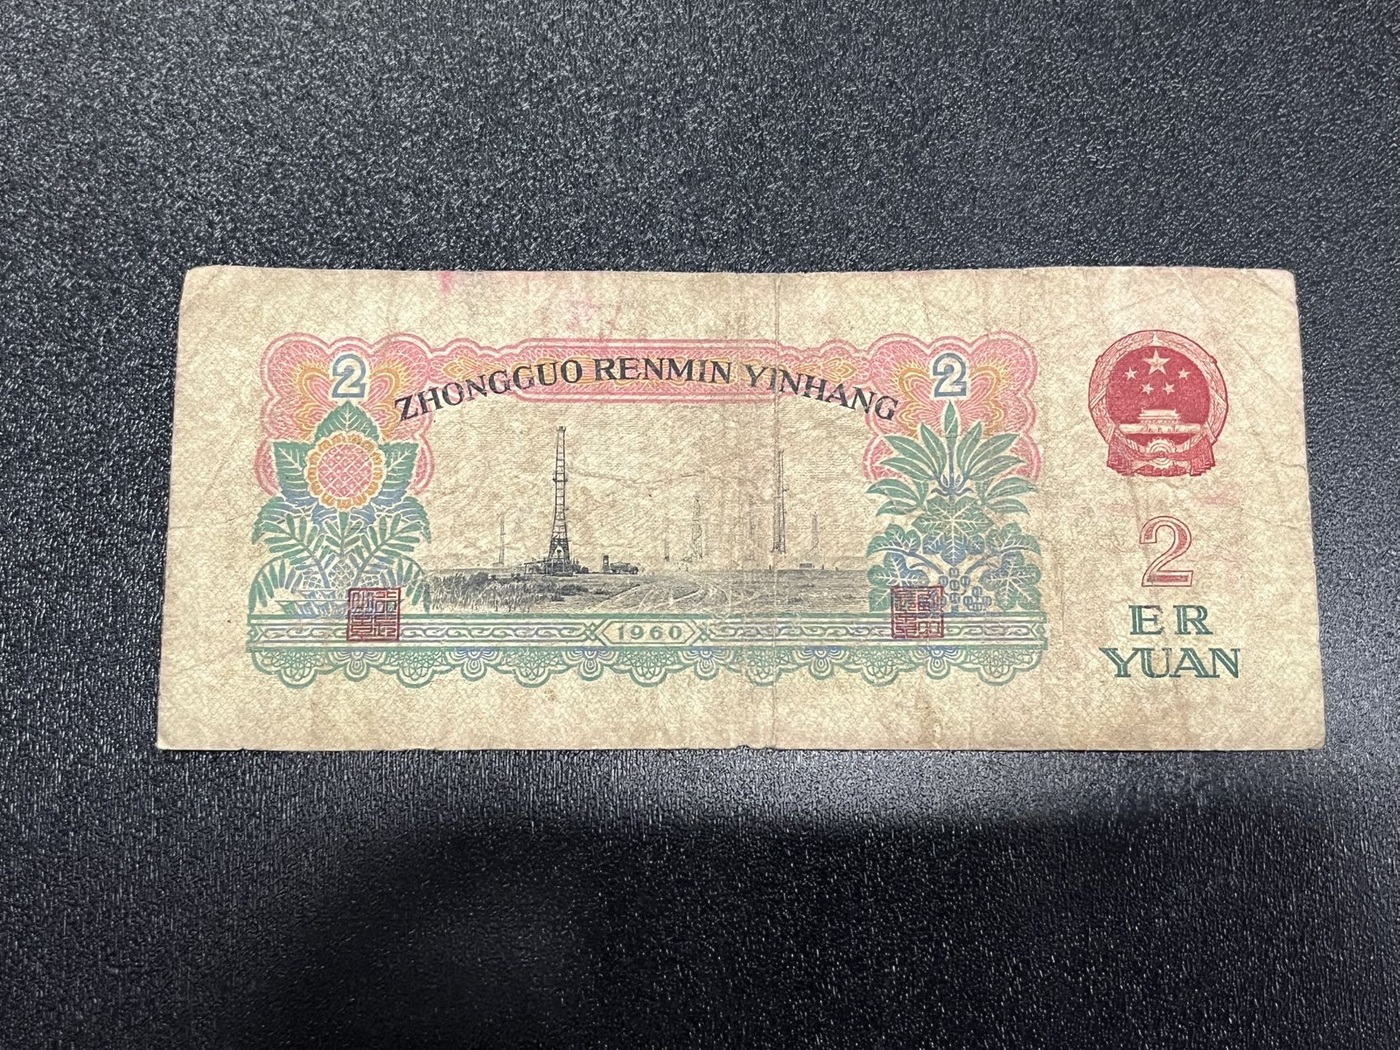 2 2
ZHONGGUO RENMIN YINHANG
1960
2
ER
YUAN